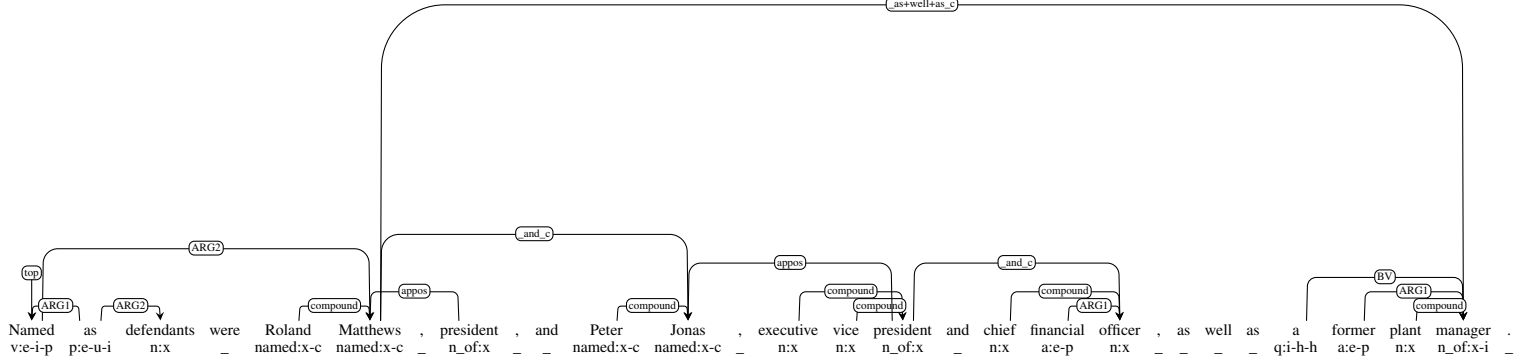 _as+well+as_c
_and_c
ARG2
appos
_and_c
top
BV
appos
compound
compound
ARG1
ARG1
ARG2
compound
compound
compound
ARG1
compound
Named as defendants were Roland Matthews , president , and Peter Jonas , executive vice president and chief financial officer , as well as a former plant manager .
v:e-i-p p:e-u-i n:x _ named:x-c named:x-c _ n_of:x _ _ named:x-c named:x-c _ n:x n:x n_of:x _ n:x a:e-p n:x _ _ _ _ q:i-h-h a:e-p n:x n_of:x-i _